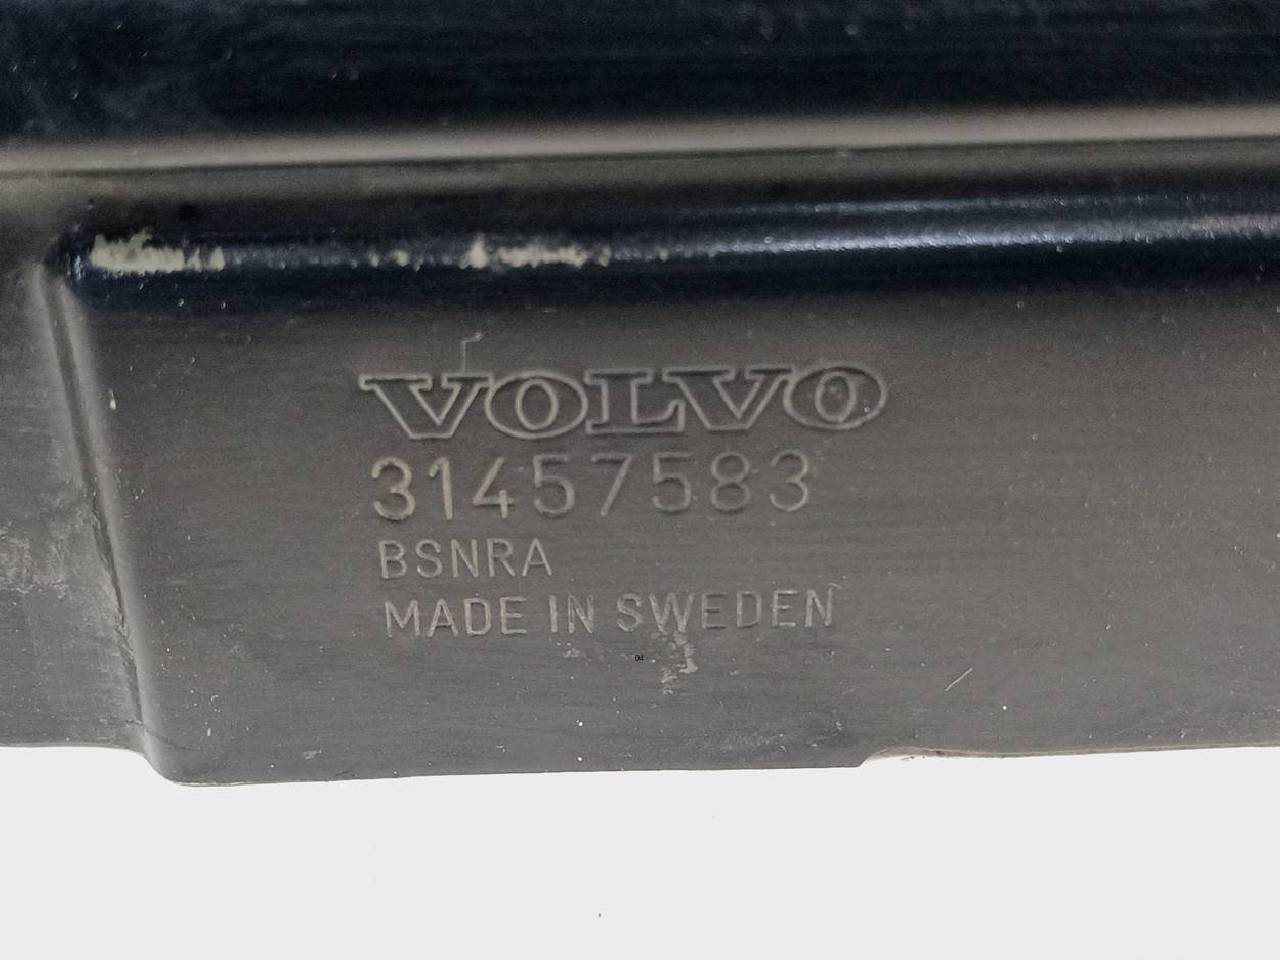 VOLVO
31457583
BSNRA
MADE IN SWEDEN